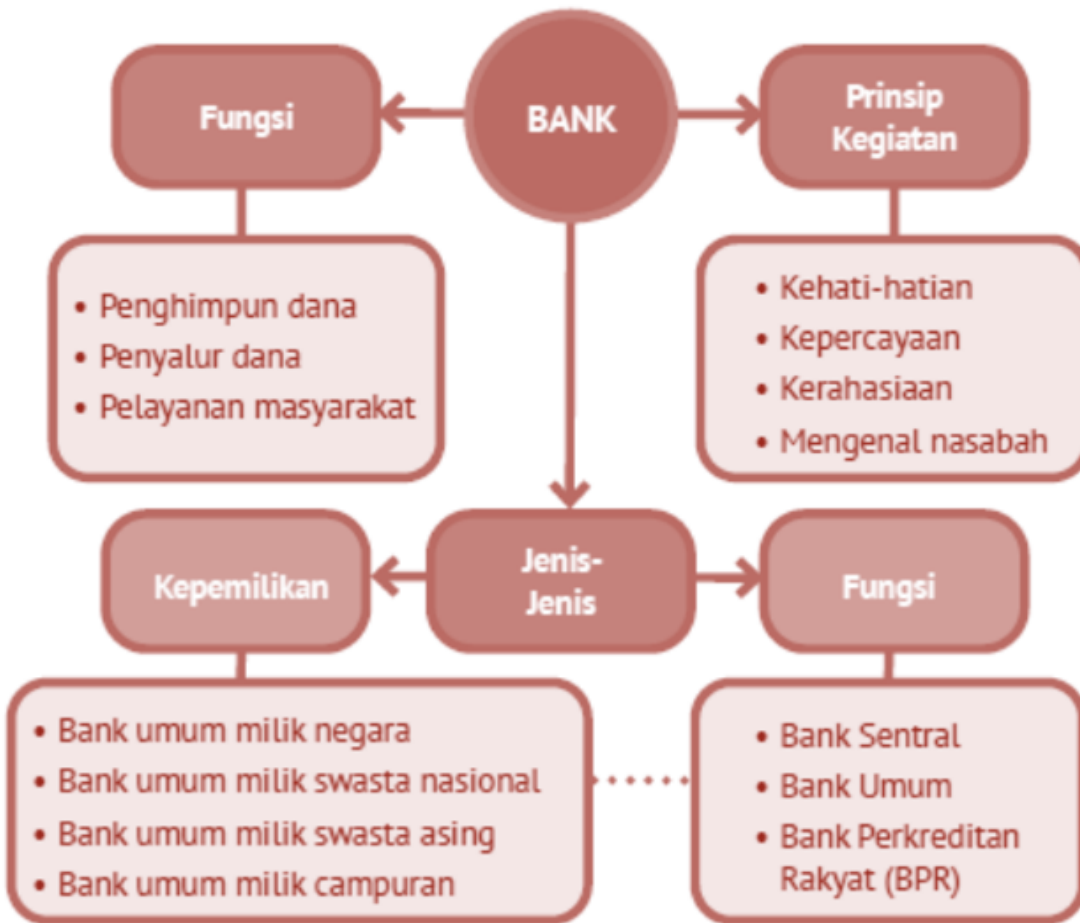 BANK
Fungsi
• Penghimpun dana
• Penyalur dana
• Pelayanan masyarakat
Prinsip
Kegiatan
• Kehati-hatian
• Kepercayaan
• Kerahasiaan
• Mengenal nasabah
Jenis-
Jenis
Kepemilikan
• Bank umum milik negara
• Bank umum milik swasta nasional
• Bank umum milik swasta asing
• Bank umum milik campuran
Fungsi
• Bank Sentral
• Bank Umum
• Bank Perkreditan
Rakyat (BPR)